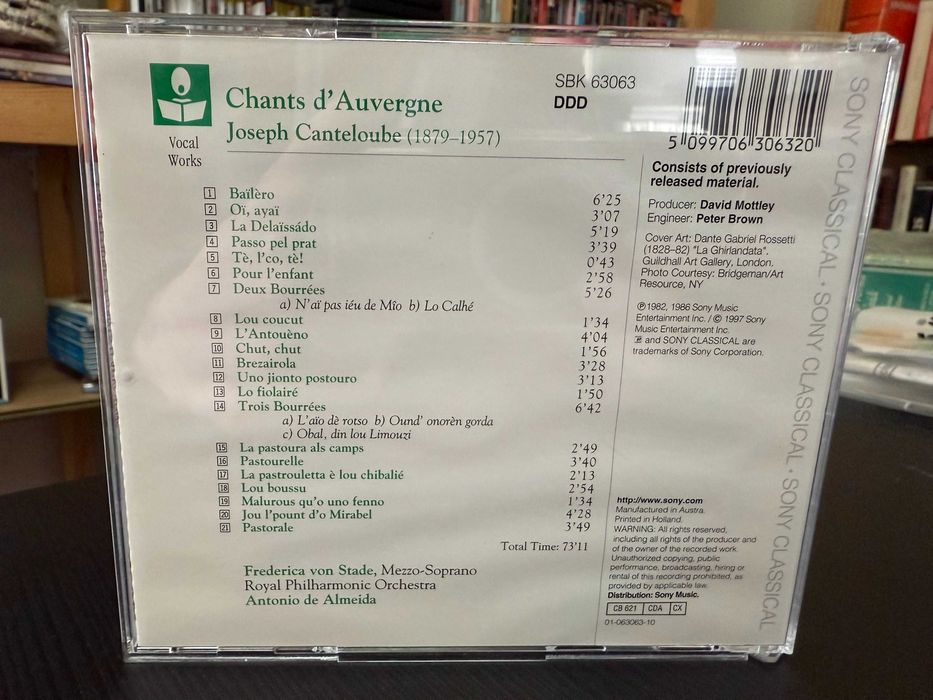 Vocal
Works
Chants d'Auvergne
Joseph Canteloube (1879–1957)
1 Baïlèro 6'25
2 Oï, ayaï 3'07
3 La Delaïssádo 5'19
4 Passo pel prat 3'39
5 Tè, l'co, tè! 0'43
6 Pour l'enfant 2'58
7 Deux Bourrées 5'26
a) N'aï pas iéu de Mîo b) Lo Calhé
8 Lou coucut 1'34
9 L'Antouèno 4'04
10 Chut, chut 1'56
11 Brezairola 3'28
12 Uno jionto postouro 3'13
13 Lo fiolairé 1'50
14 Trois Bourrées 6'42
a) L'aïo dè rotso b) Ound' onorèn gorda
c) Obal, din lou Limouzi
15 La pastoura als camps 2'49
16 Pastourelle 3'40
17 La pastrouletta è lou chibalié 2'13
18 Lou boussu 2'54
19 Malurous qu'o uno fenno 1'34
20 Jou l'pount d'o Mirabel 4'28
21 Pastorale 3'49
Total Time: 73'11
Frederica von Stade, Mezzo-Soprano
Royal Philharmonic Orchestra
Antonio de Almeida
SBK 63063
DDD
5 099706 306320
Consists of previously
released material.
Producer: David Mottley
Engineer: Peter Brown
Cover Art: Dante Gabriel Rossetti
(1828–82) "La Ghirlandata".
Guildhall Art Gallery, London.
Photo Courtesy: Bridgeman/Art
Resource, NY
℗1982, 1986 Sony Music
Entertainment Inc. / © 1997 Sony
Music Entertainment Inc.
and SONY CLASSICAL are
trademarks of Sony Corporation.
http://www.sony.com
Manufactured in Austra.
Printed in Holland.
WARNING: All rights reserved,
including all rights of the producer and
of the owner of the recorded work.
Unauthorized copying, public
performance, broadcasting, hiring or
rental of this recording prohibited, as
provided by applicable law.
Distribution: Sony Music.
CB 621 CDA CX
01-063063-10
SONY CLASSICAL · SONY CLASSICAL · SONY CLASSICAL